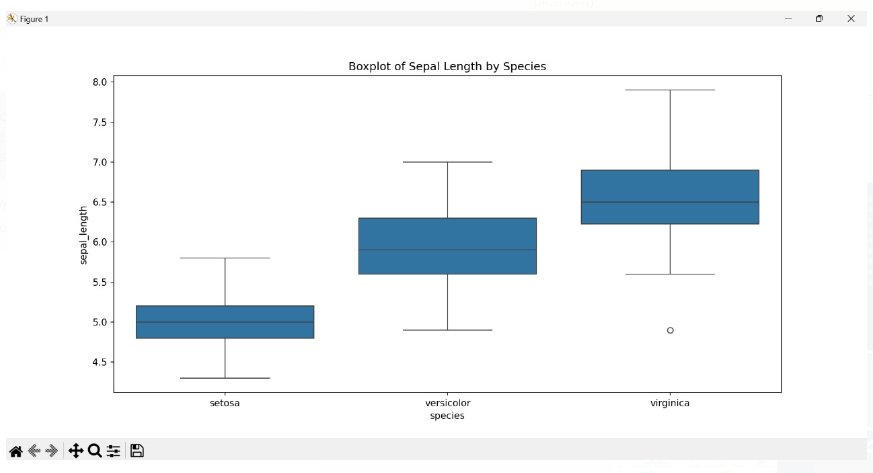 Figure 1
Boxplot of Sepal Length by Species
8.0
7.5
7.0
6.5
6.0
5.5
5.0
4.5
sepal_length
setosa versicolor virginica
species